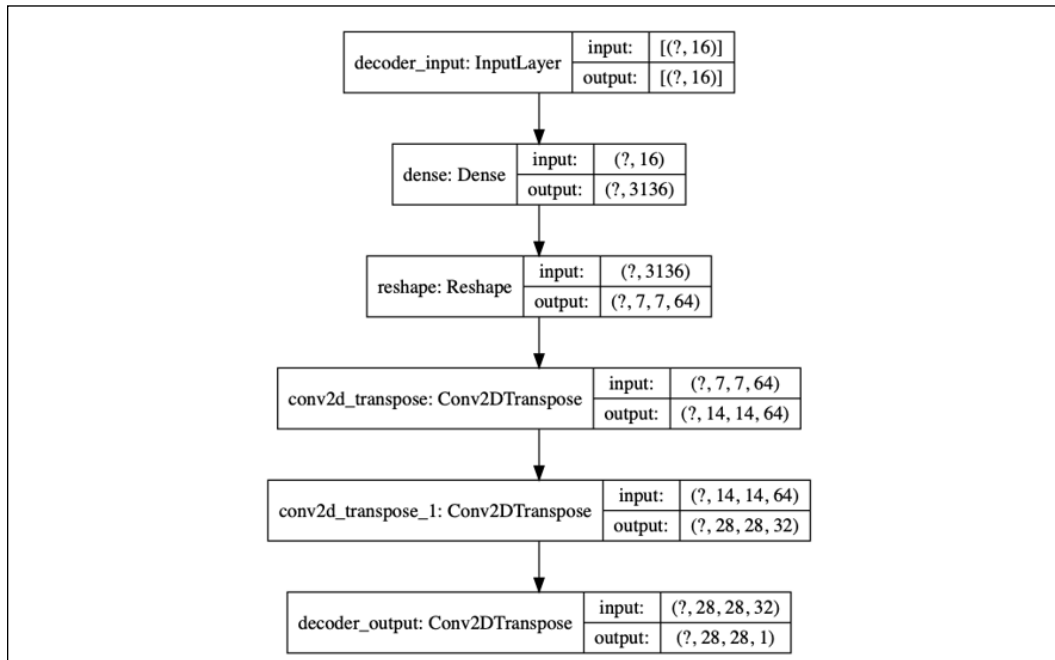 decoder_input: InputLayer
input: [(?, 16)]
output: [(?, 16)]
dense: Dense
input: (?, 16)
output: (?, 3136)
reshape: Reshape
input: (?, 3136)
output: (?, 7, 7, 64)
conv2d_transpose: Conv2DTranspose
input: (?, 7, 7, 64)
output: (?, 14, 14, 64)
conv2d_transpose_1: Conv2DTranspose
input: (?, 14, 14, 64)
output: (?, 28, 28, 32)
decoder_output: Conv2DTranspose
input: (?, 28, 28, 32)
output: (?, 28, 28, 1)